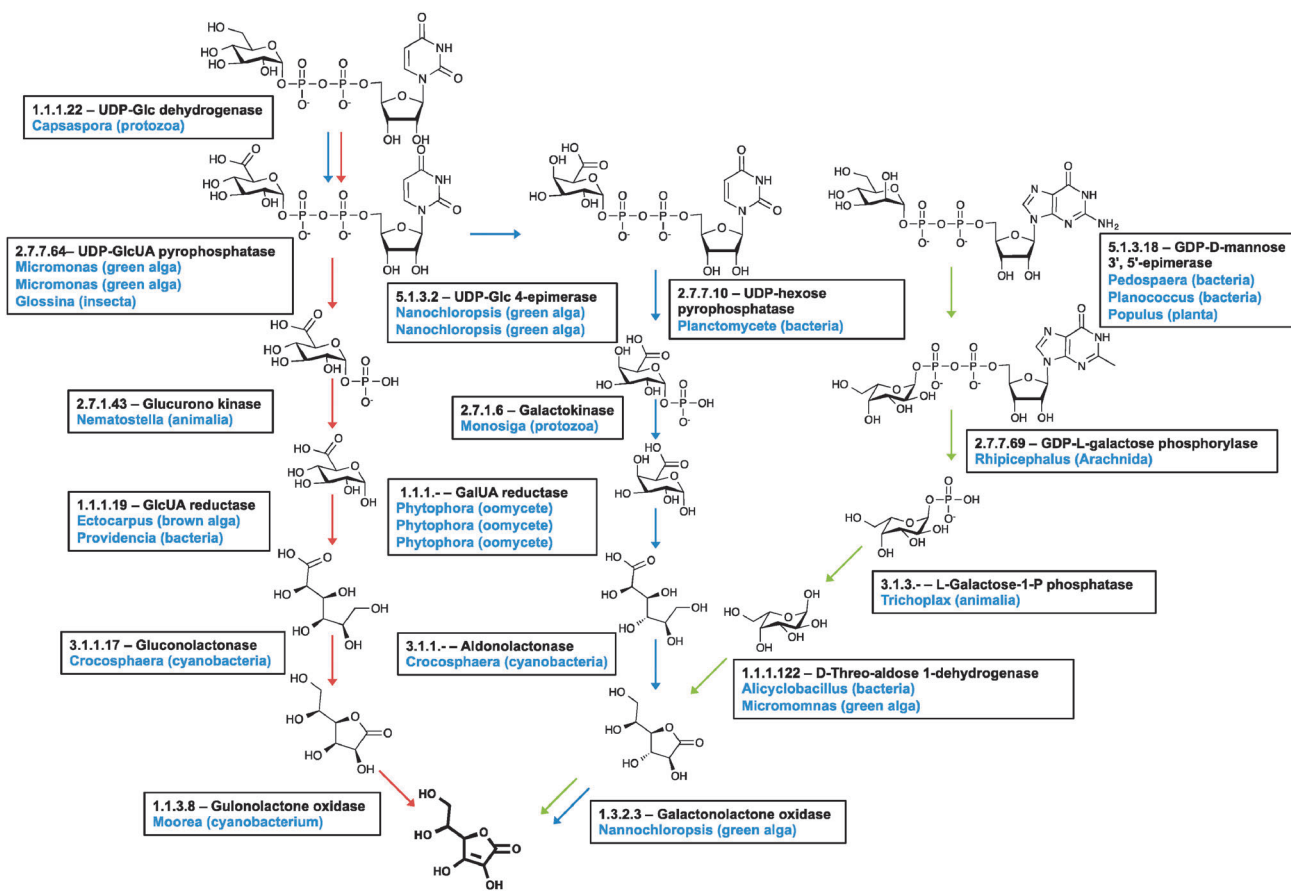 1.1.1.22 – UDP-Glc dehydrogenase
Capsaspora (protozoa)
2.7.7.64– UDP-GlcUA pyrophosphatase
Micromonas (green alga)
Micromonas (green alga)
Glossina (insecta)
5.1.3.2 – UDP-Glc 4-epimerase
Nanochloropsis (green alga)
Nanochloropsis (green alga)
2.7.7.10 – UDP-hexose
pyrophosphatase
Planctomycete (bacteria)
5.1.3.18 – GDP-D-mannose
3', 5'-epimerase
Pedospaera (bacteria)
Planococcus (bacteria)
Populus (planta)
2.7.1.43 – Glucurono kinase
Nematostella (animalia)
2.7.1.6 – Galactokinase
Monosiga (protozoa)
2.7.7.69 – GDP-L-galactose phosphorylase
Rhipicephalus (Arachnida)
1.1.1.19 – GlcUA reductase
Ectocarpus (brown alga)
Providencia (bacteria)
1.1.1.- – GalUA reductase
Phytophora (oomycete)
Phytophora (oomycete)
Phytophora (oomycete)
3.1.3.- – L-Galactose-1-P phosphatase
Trichoplax (animalia)
3.1.1.17 – Gluconolactonase
Crocosphaera (cyanobacteria)
3.1.1.- – Aldonolactonase
Crocosphaera (cyanobacteria)
1.1.1.122 – D-Threo-aldose 1-dehydrogenase
Alicyclobacillus (bacteria)
Micromomnas (green alga)
1.1.3.8 – Gulonolactone oxidase
Moorea (cyanobacterium)
1.3.2.3 – Galactonolactone oxidase
Nannochloropsis (green alga)